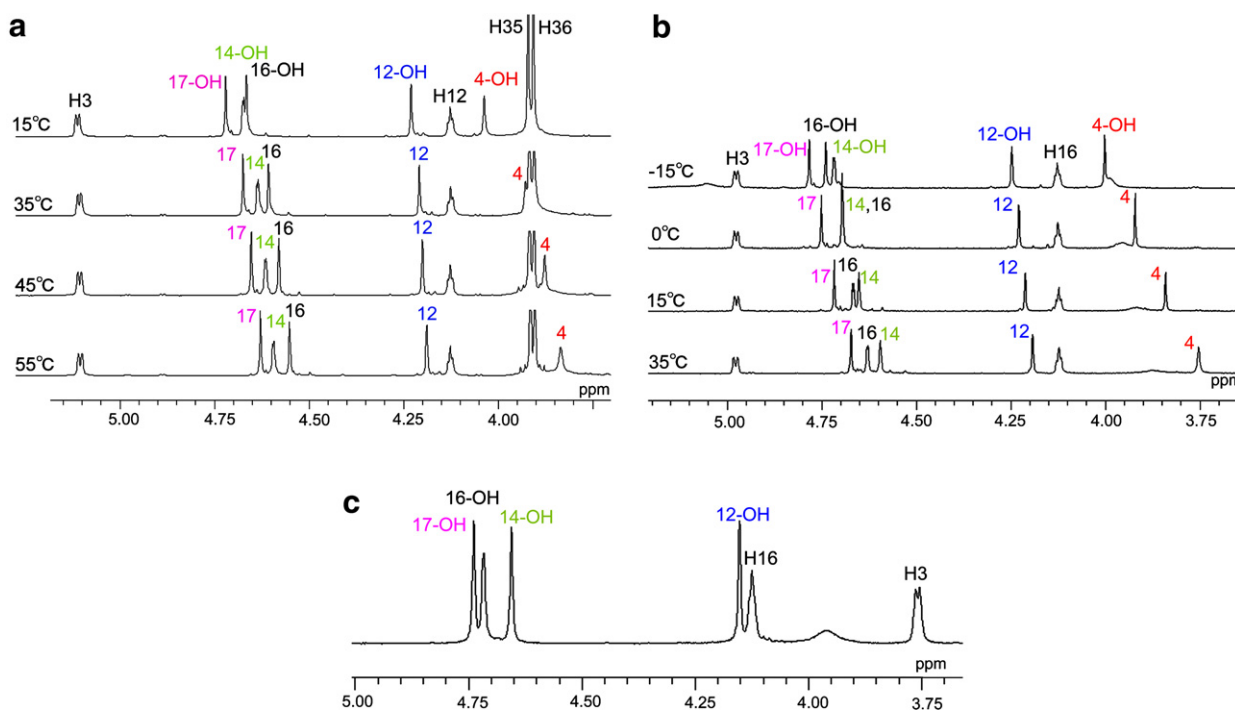 a
H35 H36
14-OH
16-OH
17-OH
12-OH
4-OH
H3
H12
15°C
17 14 16 12 4
35°C
17 14 16 12 4
45°C
17 14 16 12 4
55°C
ppm
5.00 4.75 4.50 4.25 4.00
b
16-OH
17-OH 14-OH
12-OH
4-OH
H3
H16
-15°C
17 14,16 12 4
0°C
17 16 14 12 4
15°C
17 16 14 12 4
35°C
ppm
5.00 4.75 4.50 4.25 4.00 3.75
c
16-OH
17-OH 14-OH
12-OH
H16
H3
ppm
5.00 4.75 4.50 4.25 4.00 3.75